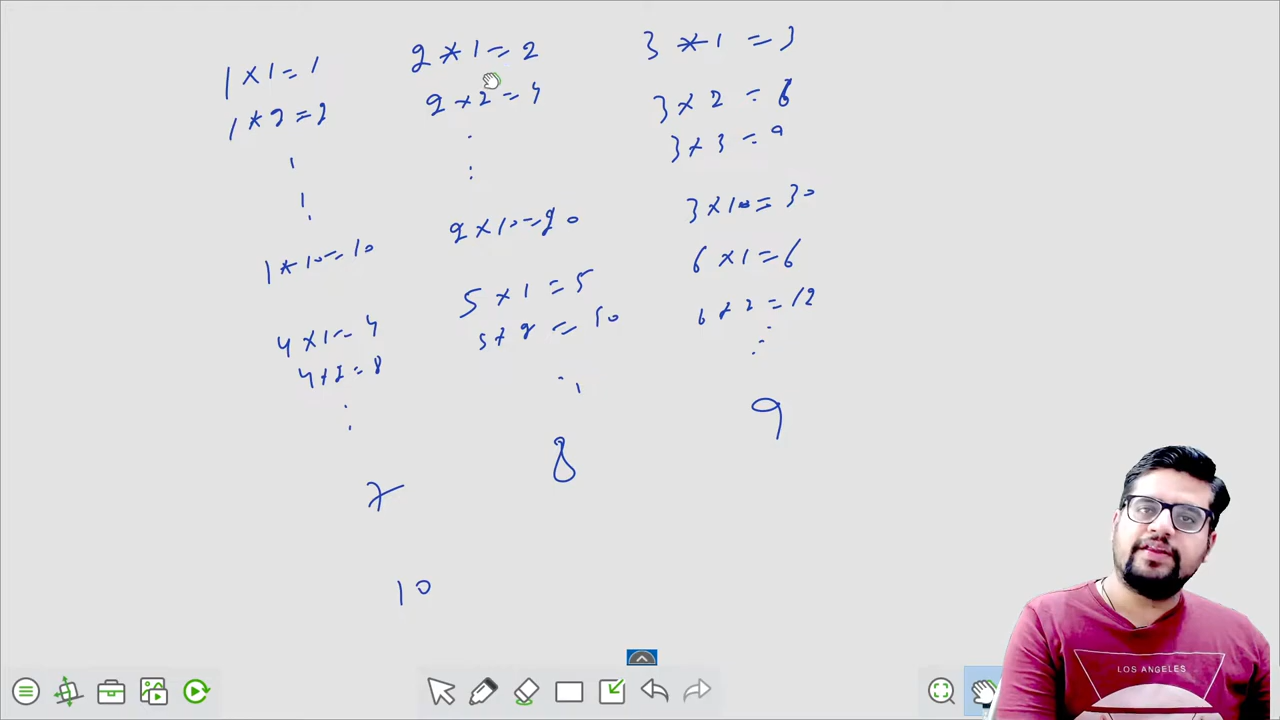 1 × 1 = 1
1 * 2 = 2
1 * 10 = 10
2 * 1 = 2
2 × 2 = 4
2 × 10 = 20
3 * 1 = 3
3 × 2 = 6
3 × 3 = 9
3 × 10 = 30
4 × 1 = 4
4 × 2 = 8
5 × 1 = 5
5 × 2 = 10
6 × 1 = 6
6 × 2 = 12
7
8
9
10
LOS ANGELES